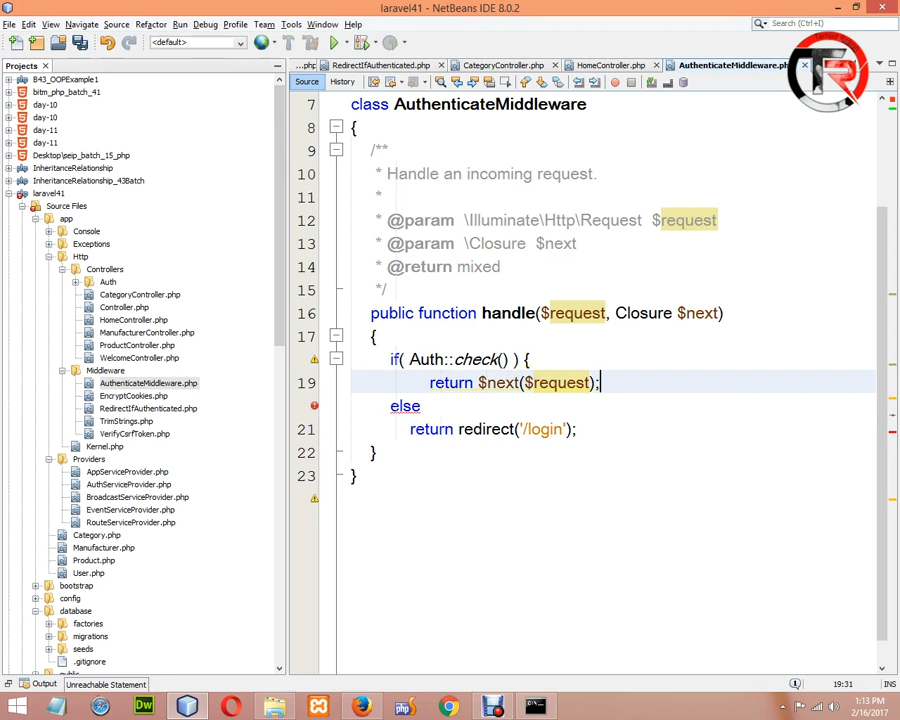 laravel41 - NetBeans IDE 8.0.2
File Edit View Navigate Source Refactor Run Debug Profile Team Tools Window Help
Search (Ctrl+I)
<default>
Projects
...php RedirectIfAuthenticated.php CategoryController.php HomeController.php AuthenticateMiddleware.php
Source History
B43_OOPExample1
bitm_php_batch_41
day-10
day-10
day-11
day-11
Desktop\seip_batch_15_php
InheritanceRelationship
InheritanceRelationship_43Batch
laravel41
Source Files
app
Console
Exceptions
Http
Controllers
Auth
CategoryController.php
Controller.php
HomeController.php
ManufacturerController.php
ProductController.php
WelcomeController.php
Middleware
AuthenticateMiddleware.php
EncryptCookies.php
RedirectIfAuthenticated.php
TrimStrings.php
VerifyCsrfToken.php
Kernel.php
Providers
AppServiceProvider.php
AuthServiceProvider.php
BroadcastServiceProvider.php
EventServiceProvider.php
RouteServiceProvider.php
Category.php
Manufacturer.php
Product.php
User.php
bootstrap
config
database
factories
migrations
seeds
.gitignore
7 class AuthenticateMiddleware
8 {
9 /**
10 * Handle an incoming request.
11 *
12 * @param \Illuminate\Http\Request $request
13 * @param \Closure $next
14 * @return mixed
15 */
16 public function handle($request, Closure $next)
17 {
if( Auth::check() ) {
19 return $next($request);
else
21 return redirect('/login');
22 }
23 }
Output Unreachable Statement
19:31 INS
1:13 PM
2/16/2017